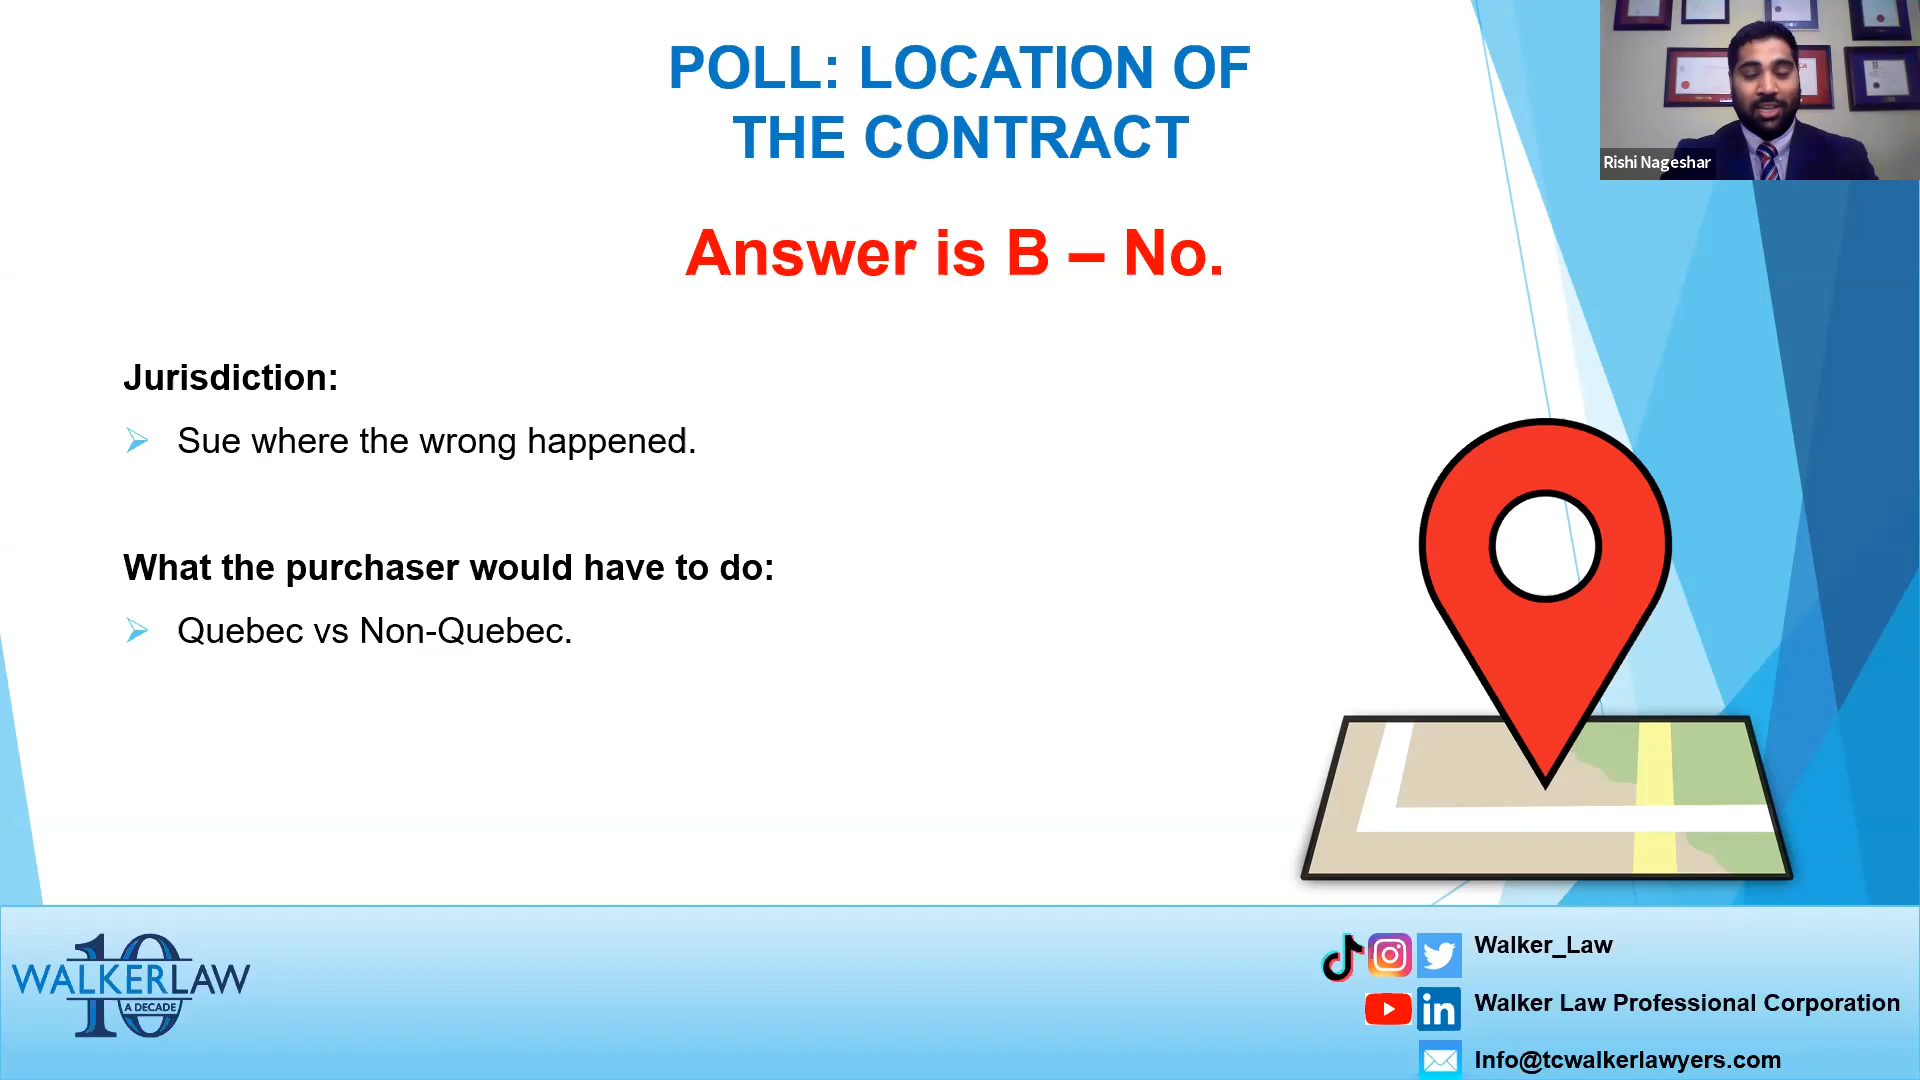 POLL: LOCATION OF
THE CONTRACT
Rishi Nageshar
Answer is B – No.
Jurisdiction:
Sue where the wrong happened.
What the purchaser would have to do:
Quebec vs Non-Quebec.
10
WALKERLAW
A DECADE
Walker_Law
Walker Law Professional Corporation
Info@tcwalkerlawyers.com